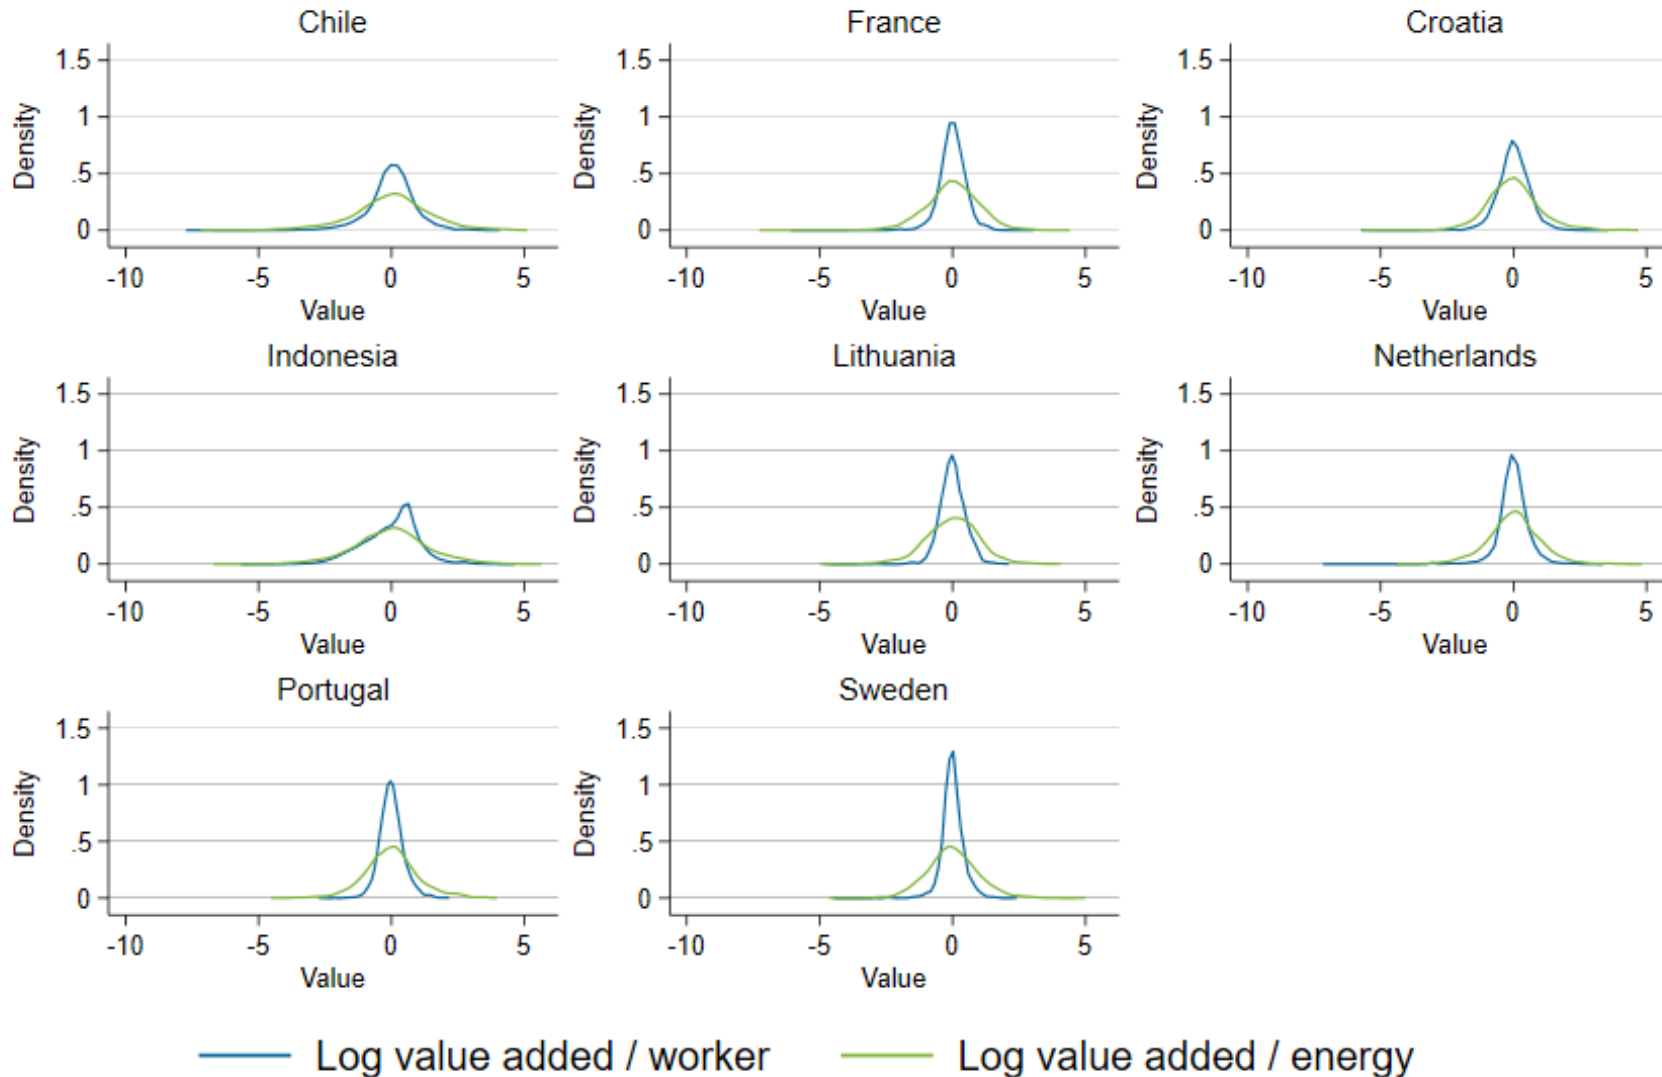 Chile
France
Croatia
1.5
1
.5
0
Density
-10 -5 0 5
Value
1.5
1
.5
0
Density
-10 -5 0 5
Value
1.5
1
.5
0
Density
-10 -5 0 5
Value
Indonesia
Lithuania
Netherlands
1.5
1
.5
0
Density
-10 -5 0 5
Value
1.5
1
.5
0
Density
-10 -5 0 5
Value
1.5
1
.5
0
Density
-10 -5 0 5
Value
Portugal
Sweden
1.5
1
.5
0
Density
-10 -5 0 5
Value
1.5
1
.5
0
Density
-10 -5 0 5
Value
Log value added / worker
Log value added / energy